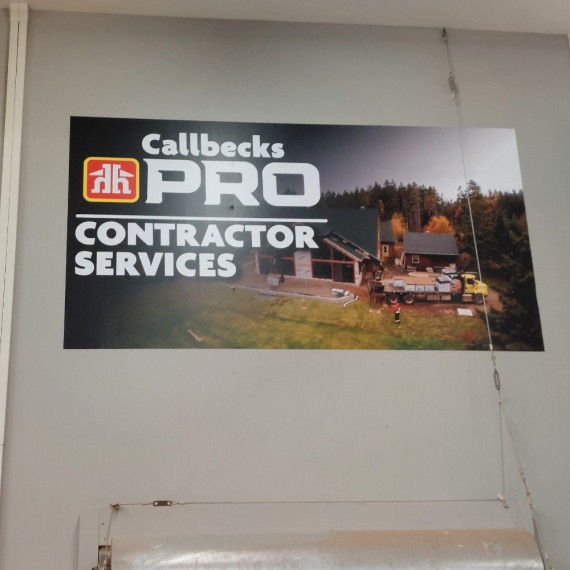 Callbecks
PRO
CONTRACTOR
SERVICES